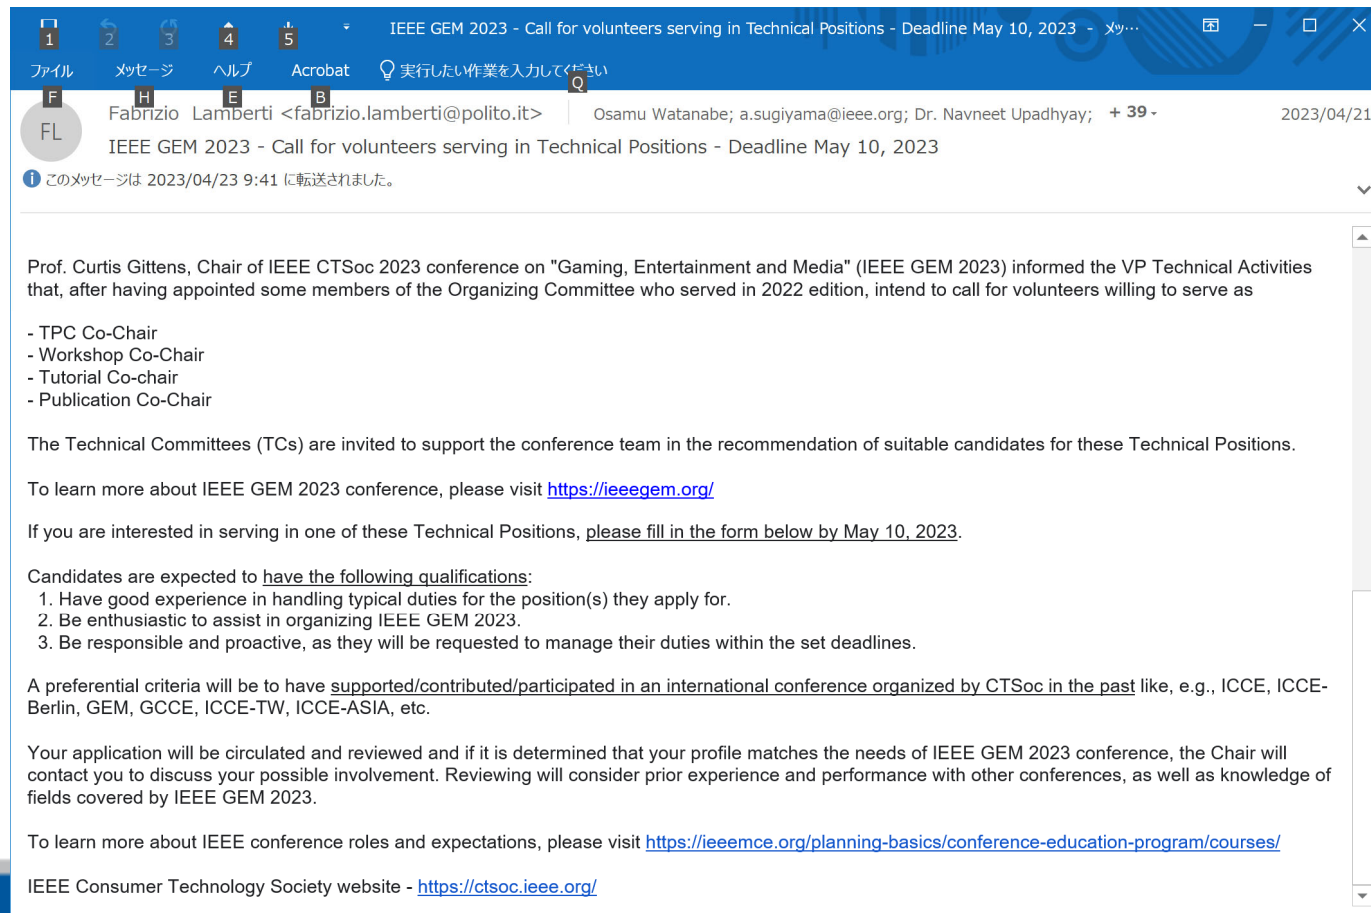 IEEE GEM 2023 - Call for volunteers serving in Technical Positions - Deadline May 10, 2023 - メッ...
1 2 3 4 5
ファイル メッセージ ヘルプ Acrobat 実行したい作業を入力してください
F H E B Q
FL
Fabrizio Lamberti <fabrizio.lamberti@polito.it> Osamu Watanabe; a.sugiyama@ieee.org; Dr. Navneet Upadhyay; + 39 2023/04/21
IEEE GEM 2023 - Call for volunteers serving in Technical Positions - Deadline May 10, 2023
このメッセージは 2023/04/23 9:41 に転送されました。
Prof. Curtis Gittens, Chair of IEEE CTSoc 2023 conference on "Gaming, Entertainment and Media" (IEEE GEM 2023) informed the VP Technical Activities
that, after having appointed some members of the Organizing Committee who served in 2022 edition, intend to call for volunteers willing to serve as
- TPC Co-Chair
- Workshop Co-Chair
- Tutorial Co-chair
- Publication Co-Chair
The Technical Committees (TCs) are invited to support the conference team in the recommendation of suitable candidates for these Technical Positions.
To learn more about IEEE GEM 2023 conference, please visit https://ieeegem.org/
If you are interested in serving in one of these Technical Positions, please fill in the form below by May 10, 2023.
Candidates are expected to have the following qualifications:
1. Have good experience in handling typical duties for the position(s) they apply for.
2. Be enthusiastic to assist in organizing IEEE GEM 2023.
3. Be responsible and proactive, as they will be requested to manage their duties within the set deadlines.
A preferential criteria will be to have supported/contributed/participated in an international conference organized by CTSoc in the past like, e.g., ICCE, ICCE-
Berlin, GEM, GCCE, ICCE-TW, ICCE-ASIA, etc.
Your application will be circulated and reviewed and if it is determined that your profile matches the needs of IEEE GEM 2023 conference, the Chair will
contact you to discuss your possible involvement. Reviewing will consider prior experience and performance with other conferences, as well as knowledge of
fields covered by IEEE GEM 2023.
To learn more about IEEE conference roles and expectations, please visit https://ieeemce.org/planning-basics/conference-education-program/courses/
IEEE Consumer Technology Society website - https://ctsoc.ieee.org/